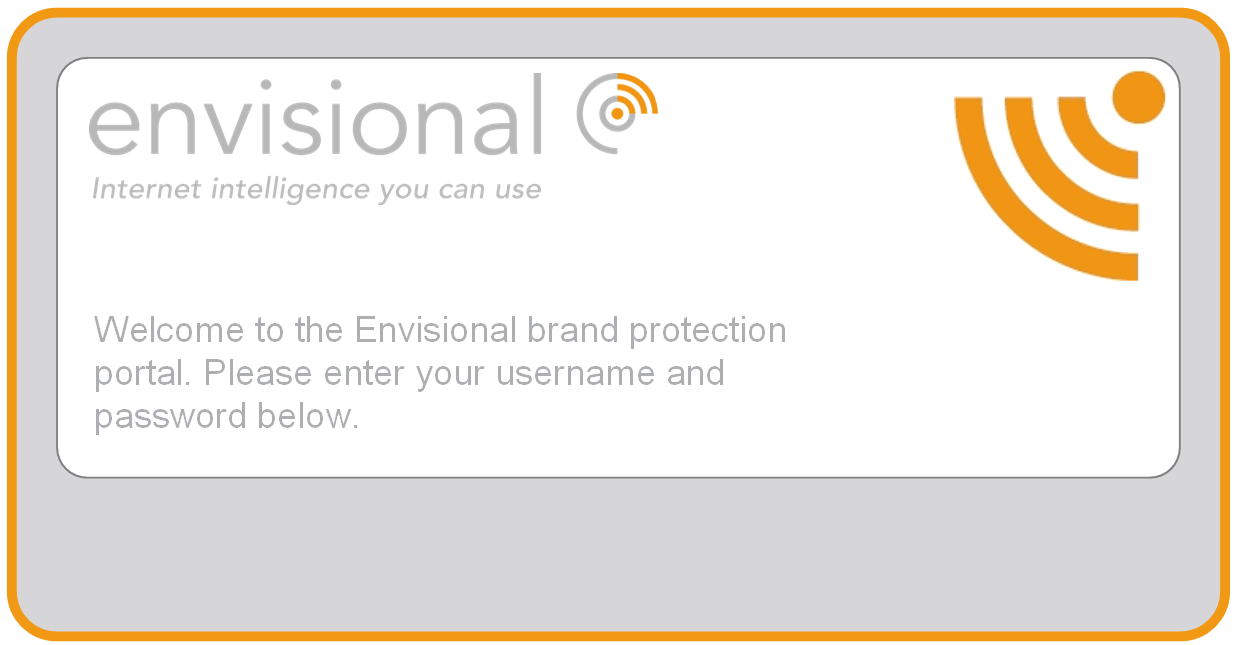 envisional
Internet intelligence you can use
Welcome to the Envisional brand protection
portal. Please enter your username and
password below.